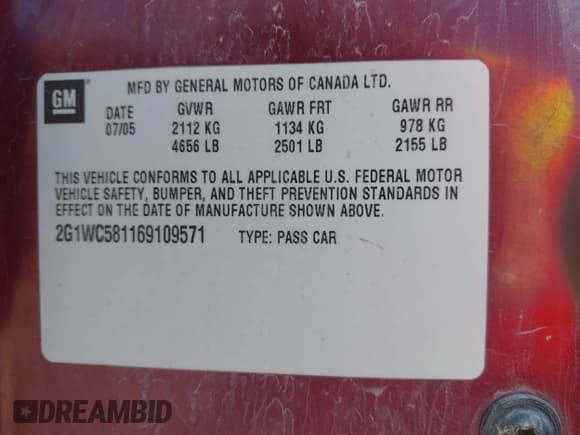 GM
MFD BY GENERAL MOTORS OF CANADA LTD.
DATE GVWR GAWR FRT GAWR RR
07/05 2112 KG 1134 KG 978 KG
4656 LB 2501 LB 2155 LB
THIS VEHICLE CONFORMS TO ALL APPLICABLE U.S. FEDERAL MOTOR
VEHICLE SAFETY, BUMPER, AND THEFT PREVENTION STANDARDS IN
EFFECT ON THE DATE OF MANUFACTURE SHOWN ABOVE.
2G1WC581169109571 TYPE: PASS CAR
DREAMBID